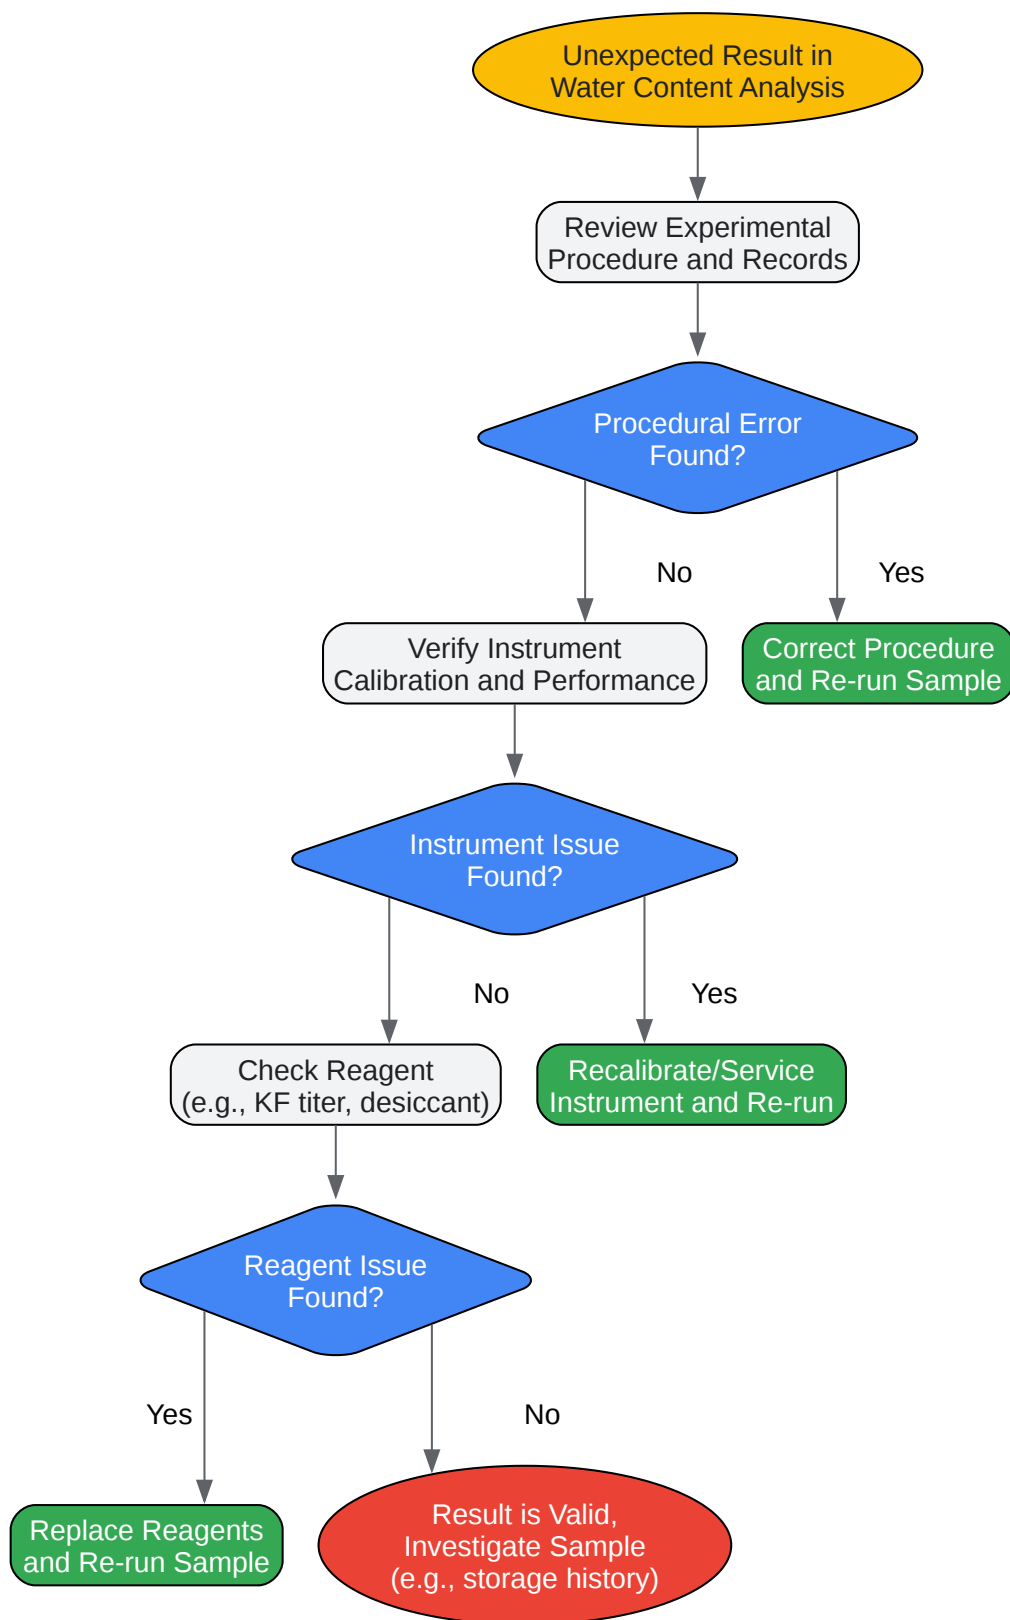 Unexpected Result in
Water Content Analysis
Review Experimental
Procedure and Records
Procedural Error
Found?
No
Yes
Verify Instrument
Calibration and Performance
Correct Procedure
and Re-run Sample
Instrument Issue
Found?
No
Yes
Check Reagent
(e.g., KF titer, desiccant)
Recalibrate/Service
Instrument and Re-run
Reagent Issue
Found?
Yes
No
Replace Reagents
and Re-run Sample
Result is Valid,
Investigate Sample
(e.g., storage history)